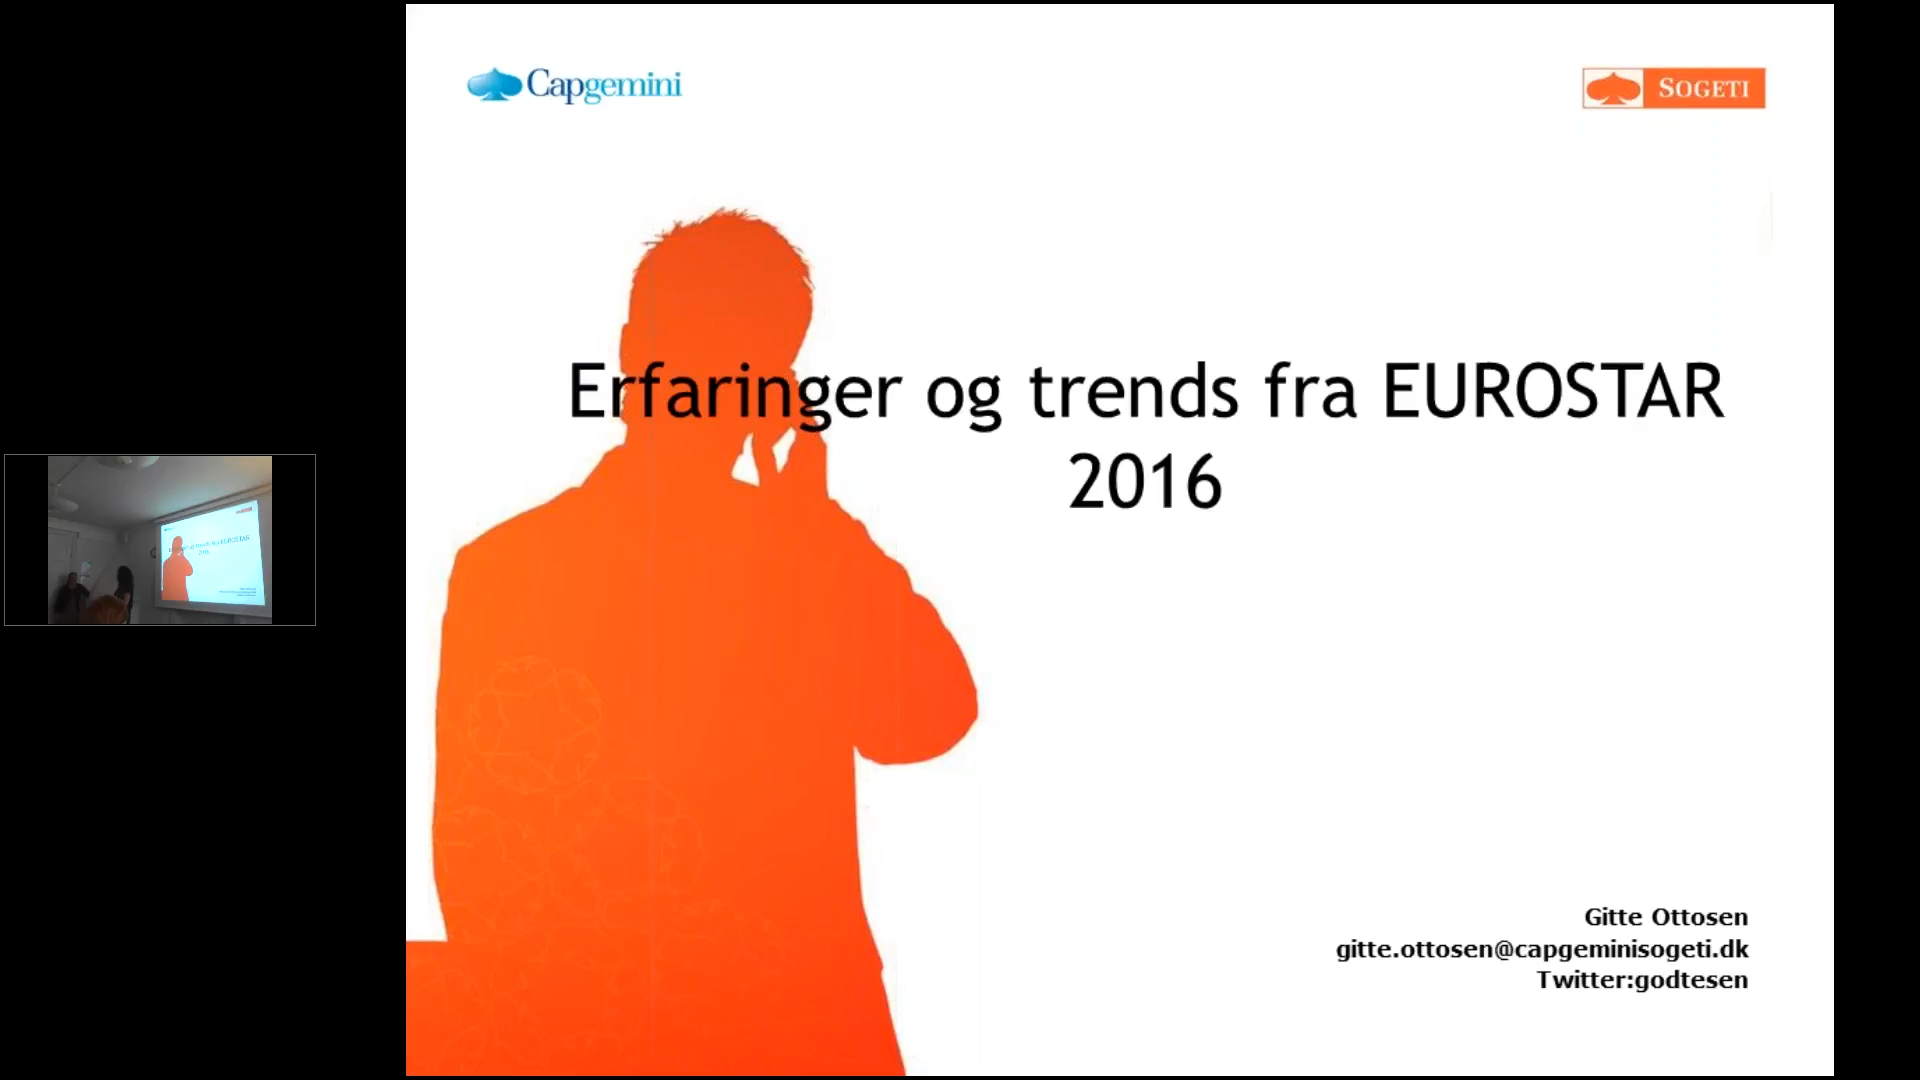 Capgemini
SOGETI
Erfaringer og trends fra EUROSTAR
2016
Gitte Ottosen
gitte.ottosen@capgeminisogeti.dk
Twitter:godtesen